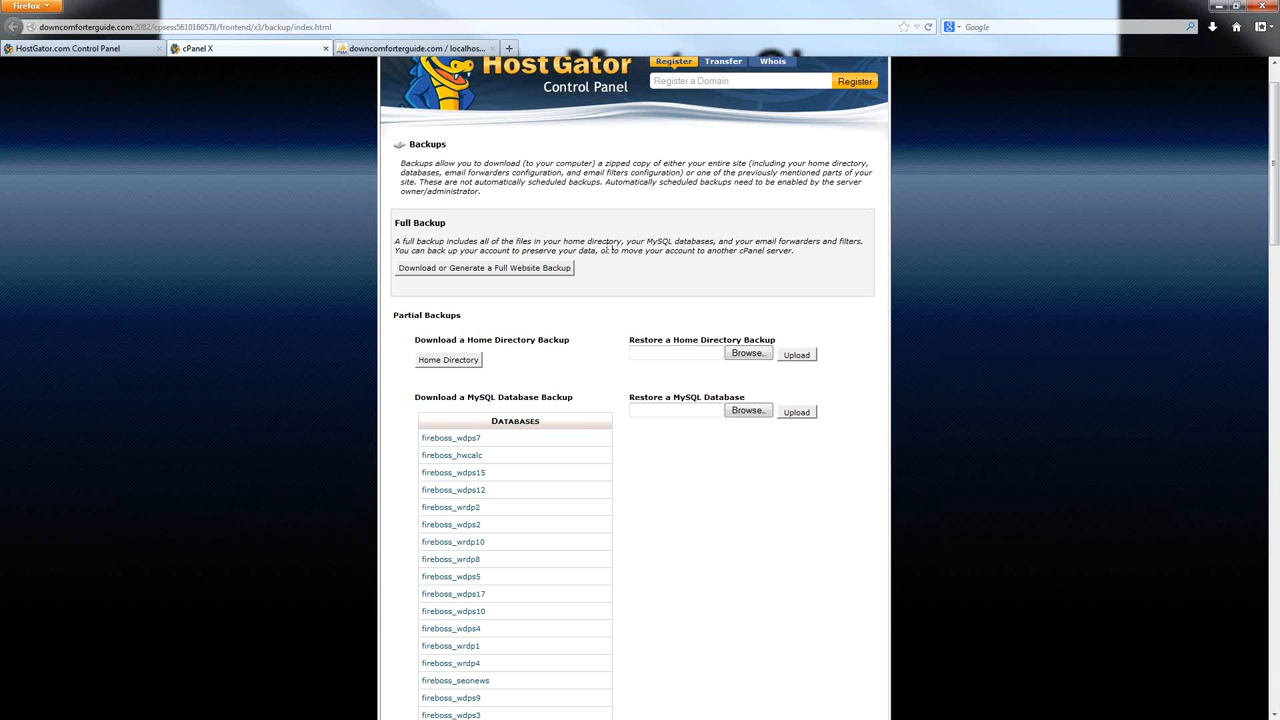 Firefox
downcomforterguide.com:2082/cpsess5610160578/frontend/x3/backup/index.html
Google
HostGator.com Control Panel
cPanel X
downcomforterguide.com / localhos...
HostGator
Control Panel
Register Transfer Whois
Register a Domain
Register
Backups
Backups allow you to download (to your computer) a zipped copy of either your entire site (including your home directory,
databases, email forwarders configuration, and email filters configuration) or one of the previously mentioned parts of your
site. These are not automatically scheduled backups. Automatically scheduled backups need to be enabled by the server
owner/administrator.
Full Backup
A full backup includes all of the files in your home directory, your MySQL databases, and your email forwarders and filters.
You can back up your account to preserve your data, or to move your account to another cPanel server.
Download or Generate a Full Website Backup
Partial Backups
Download a Home Directory Backup
Home Directory
Restore a Home Directory Backup
Browse..
Upload
Download a MySQL Database Backup
Restore a MySQL Database
Browse..
Upload
DATABASES
fireboss_wdps7
fireboss_hwcalc
fireboss_wdps15
fireboss_wdps12
fireboss_wrdp2
fireboss_wdps2
fireboss_wrdp10
fireboss_wrdp8
fireboss_wdps5
fireboss_wdps17
fireboss_wdps10
fireboss_wdps4
fireboss_wrdp1
fireboss_wrdp4
fireboss_seonews
fireboss_wdps9
fireboss_wdps3